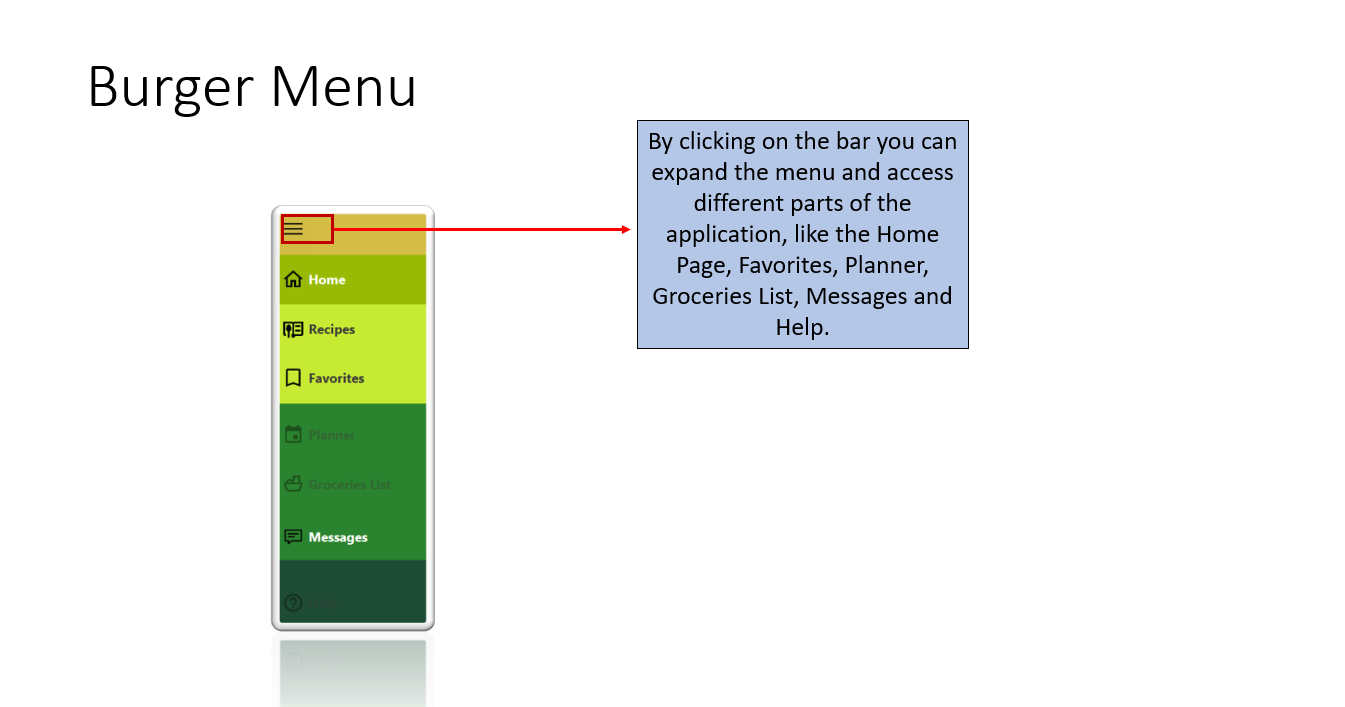 Burger Menu
By clicking on the bar you can
expand the menu and access
different parts of the
application, like the Home
Page, Favorites, Planner,
Groceries List, Messages and
Help.
Home
Recipes
Favorites
Planner
Groceries List
Messages